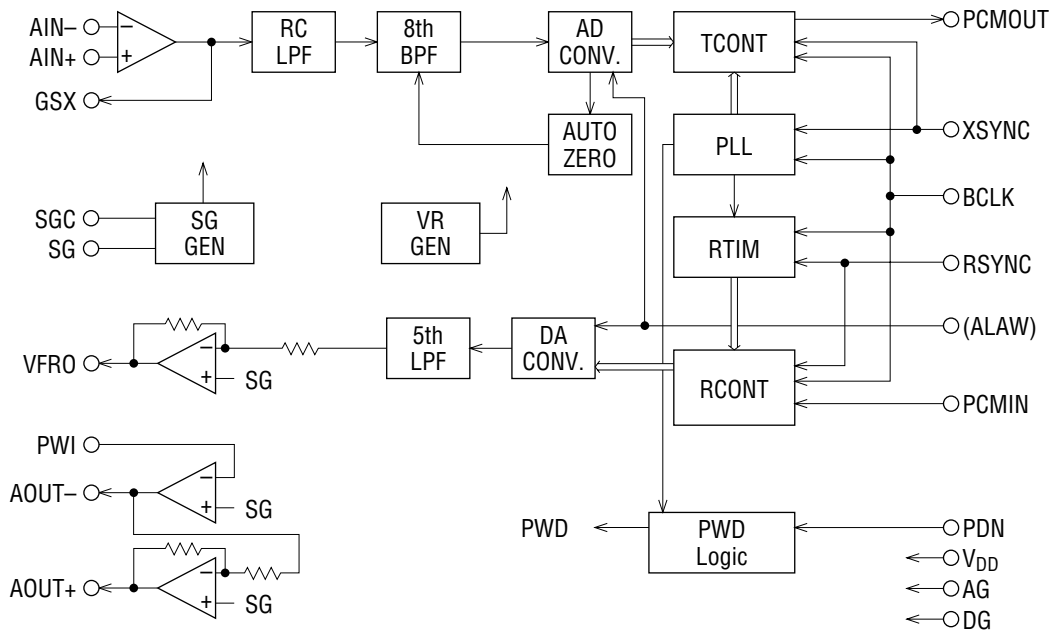 AIN–
AIN+
GSX
–
+
RC
LPF
8th
BPF
AD
CONV.
TCONT
PCMOUT
AUTO
ZERO
PLL
XSYNC
BCLK
SGC
SG
SG
GEN
VR
GEN
RTIM
RSYNC
(ALAW)
VFRO
–
+
SG
5th
LPF
DA
CONV.
RCONT
PCMIN
PWI
AOUT–
–
+
SG
PWD
PWD
Logic
PDN
VDD
AG
DG
AOUT+
–
+
SG